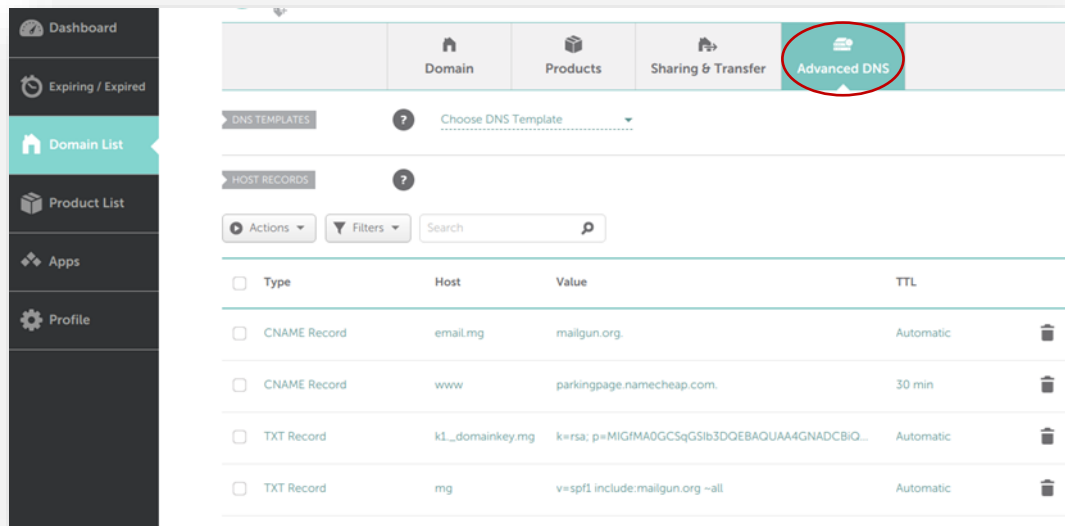 Dashboard
Expiring / Expired
Domain List
Product List
Apps
Profile
Domain
Products
Sharing & Transfer
Advanced DNS
DNS TEMPLATES
?
Choose DNS Template
HOST RECORDS
?
Actions
Filters
Search
Type Host Value TTL
CNAME Record email.mg mailgun.org. Automatic
CNAME Record www parkingpage.namecheap.com. 30 min
TXT Record k1._domainkey.mg k=rsa; p=MIGfMA0GCSqGSIb3DQEBAQUAA4GNADCBiQ... Automatic
TXT Record mg v=spf1 include:mailgun.org ~all Automatic